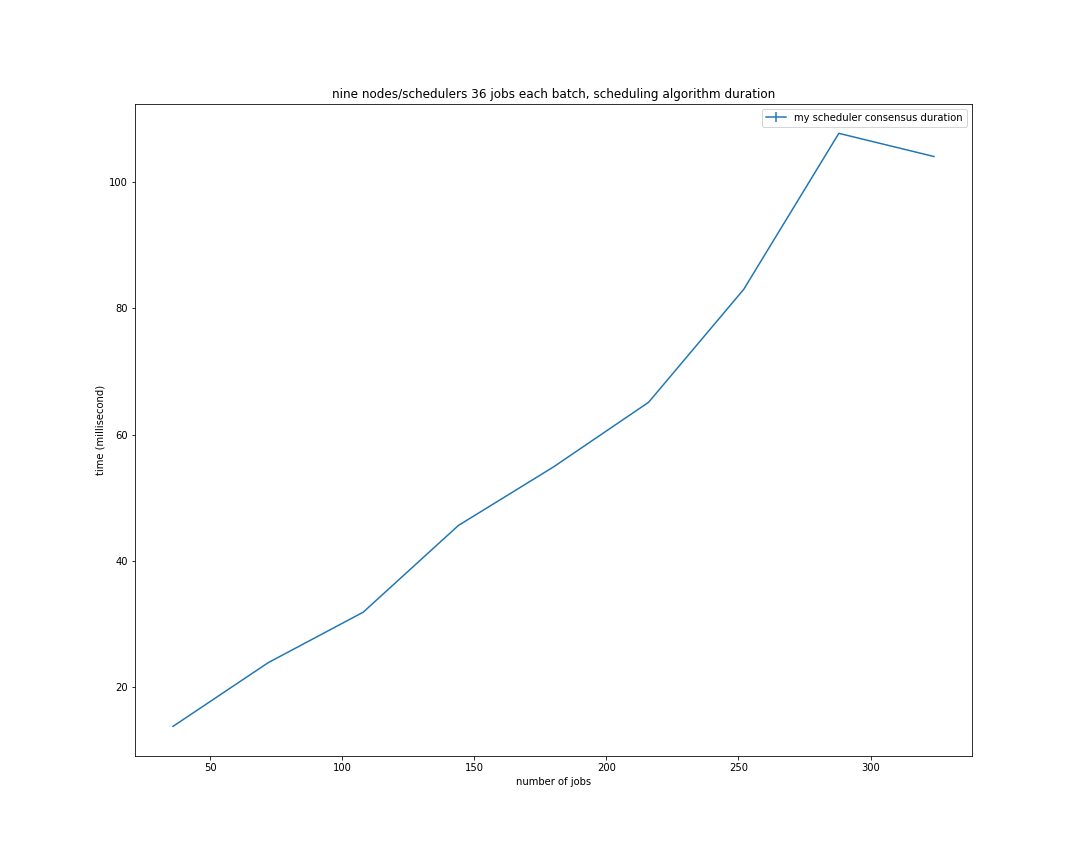 nine nodes/schedulers 36 jobs each batch, scheduling algorithm duration
my scheduler consensus duration
100
80
60
40
20
time (millisecond)
50 100 150 200 250 300
number of jobs